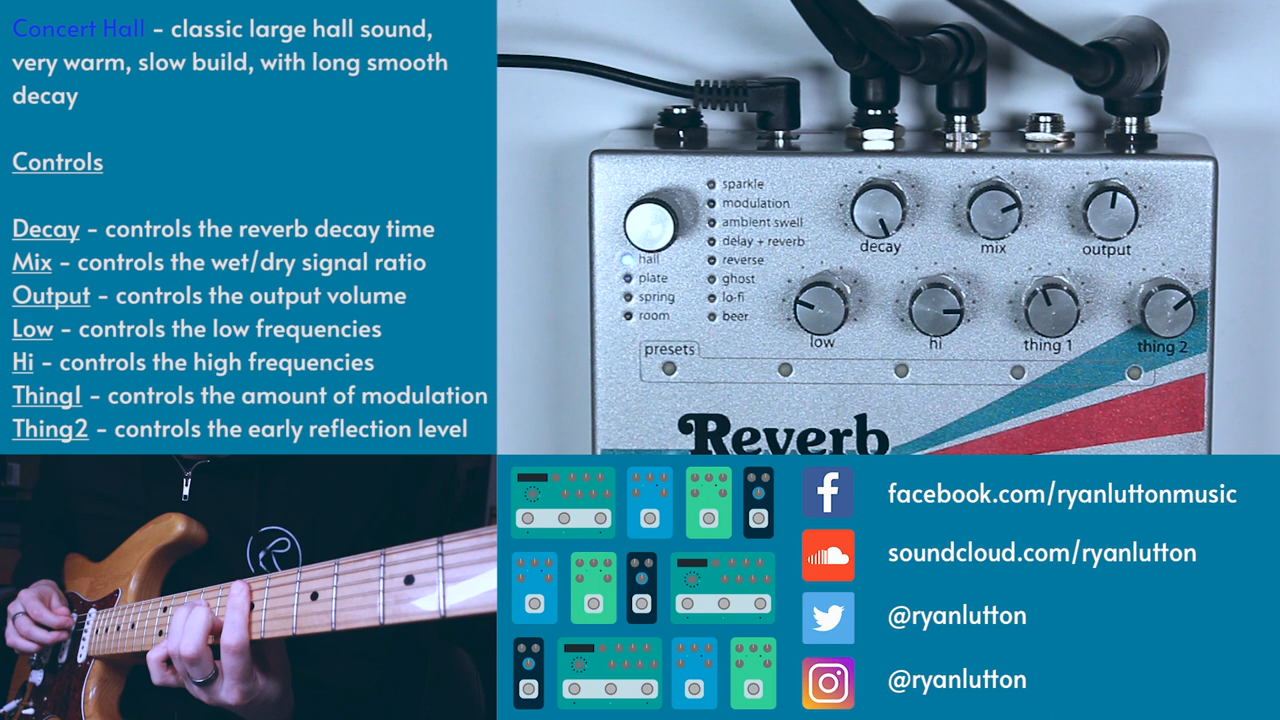 Concert Hall - classic large hall sound,
very warm, slow build, with long smooth
decay
Controls
Decay - controls the reverb decay time
Mix - controls the wet/dry signal ratio
Output - controls the output volume
Low - controls the low frequencies
Hi - controls the high frequencies
Thing1 - controls the amount of modulation
Thing2 - controls the early reflection level
sparkle
modulation
ambient swell
delay + reverb
reverse
ghost
lo-fi
beer
hall
plate
spring
room
decay
mix
output
low
hi
thing 1
thing 2
presets
Reverb
facebook.com/ryanluttonmusic
soundcloud.com/ryanlutton
@ryanlutton
@ryanlutton